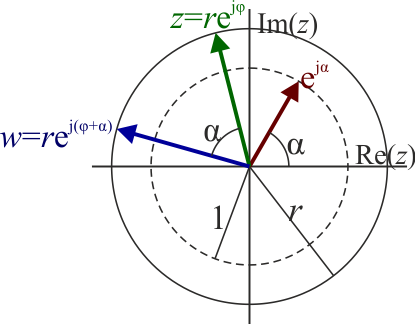 z=re^{jφ}
Im(z)
e^{jα}
w=re^{j(φ+α)}
α
α
Re(z)
1
r